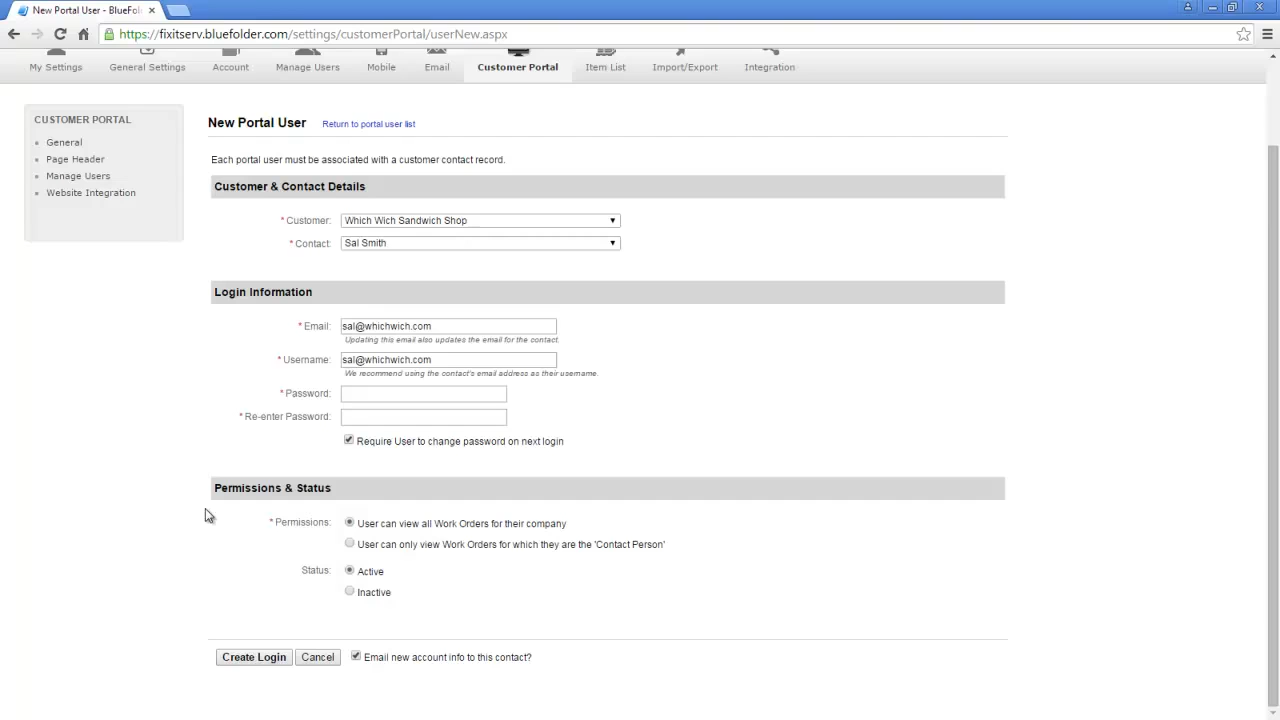 New Portal User - BlueFol
https://fixitserv.bluefolder.com/settings/customerPortal/userNew.aspx
My Settings General Settings Account Manage Users Mobile Email Customer Portal Item List Import/Export Integration
CUSTOMER PORTAL
General
Page Header
Manage Users
Website Integration
New Portal User Return to portal user list
Each portal user must be associated with a customer contact record.
Customer & Contact Details
* Customer: Which Wich Sandwich Shop
* Contact: Sal Smith
Login Information
* Email: sal@whichwich.com
Updating this email also updates the email for the contact.
* Username: sal@whichwich.com
We recommend using the contact's email address as their username.
* Password:
* Re-enter Password:
Require User to change password on next login
Permissions & Status
* Permissions: User can view all Work Orders for their company
User can only view Work Orders for which they are the 'Contact Person'
Status: Active
Inactive
Create Login Cancel Email new account info to this contact?